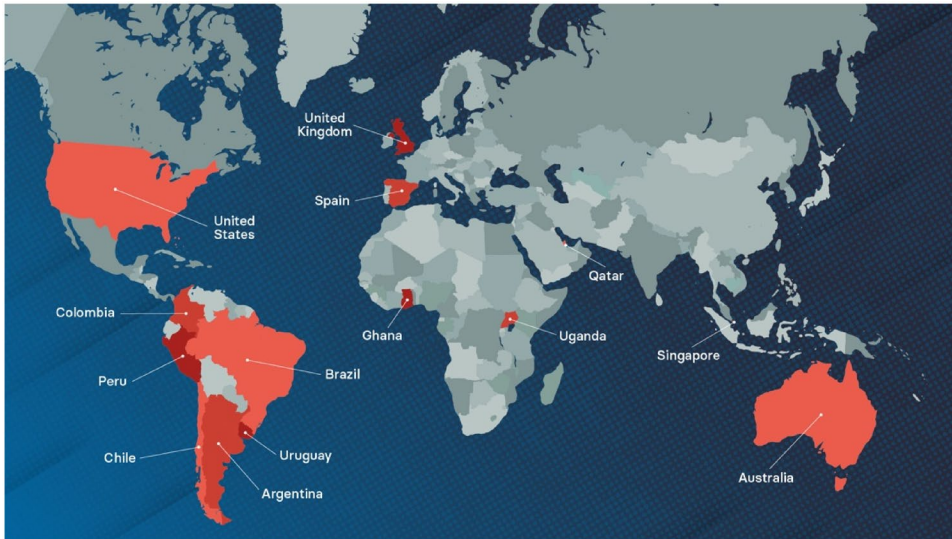 United
Kingdom
Spain
United
States
Qatar
Colombia
Ghana
Uganda
Singapore
Peru
Brazil
Chile
Uruguay
Argentina
Australia